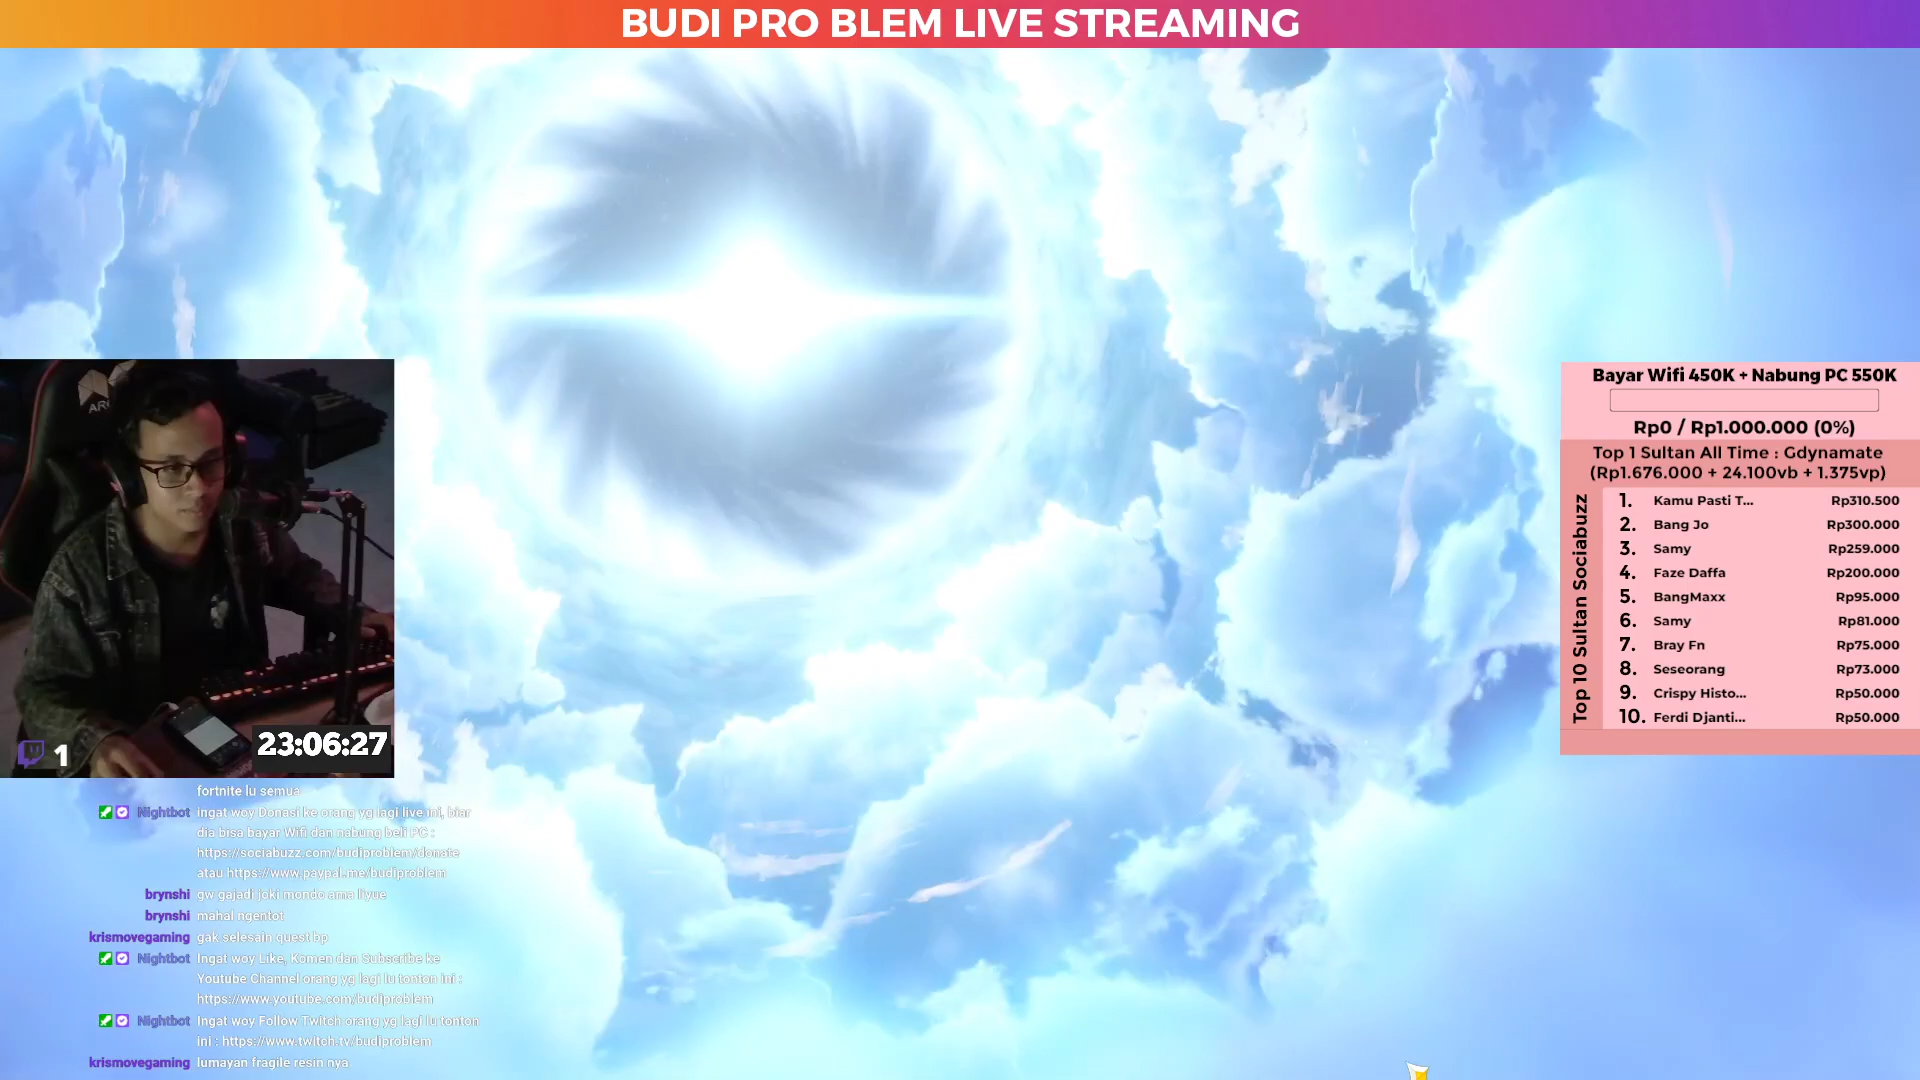 BUDI PRO BLEM LIVE STREAMING
23:06:27
1
fortnite lu semua
Nightbot ingat woy Donasi ke orang yg lagi live ini, biar
dia bisa bayar Wifi dan nabung beli PC :
https://sociabuzz.com/budiproblem/donate
atau https://www.paypal.me/budiproblem
brynshi gw gajadi joki mondo ama liyue
brynshi mahal ngentot
krismovegaming gak selesain quest bp
Nightbot Ingat woy Like, Komen dan Subscribe ke
Youtube Channel orang yg lagi lu tonton ini :
https://www.youtube.com/budiproblem
Nightbot Ingat woy Follow Twitch orang yg lagi lu tonton
ini : https://www.twitch.tv/budiproblem
krismovegaming lumayan fragile resin nya
Bayar Wifi 450K + Nabung PC 550K
Rp0 / Rp1.000.000 (0%)
Top 1 Sultan All Time : Gdynamate
(Rp1.676.000 + 24.100vb + 1.375vp)
Top 10 Sultan Sociabuzz
1. Kamu Pasti T... Rp310.500
2. Bang Jo Rp300.000
3. Samy Rp259.000
4. Faze Daffa Rp200.000
5. BangMaxx Rp95.000
6. Samy Rp81.000
7. Bray Fn Rp75.000
8. Seseorang Rp73.000
9. Crispy Histo... Rp50.000
10. Ferdi Djanti... Rp50.000